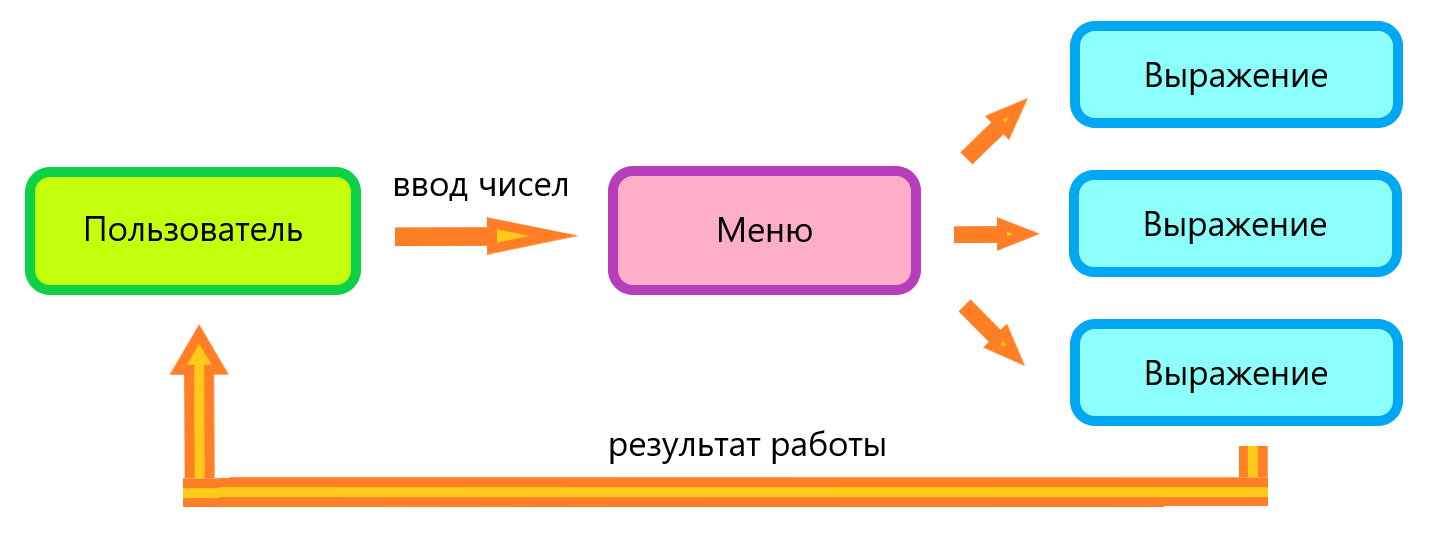 Выражение
ввод чисел
Пользователь
Меню
Выражение
Выражение
результат работы